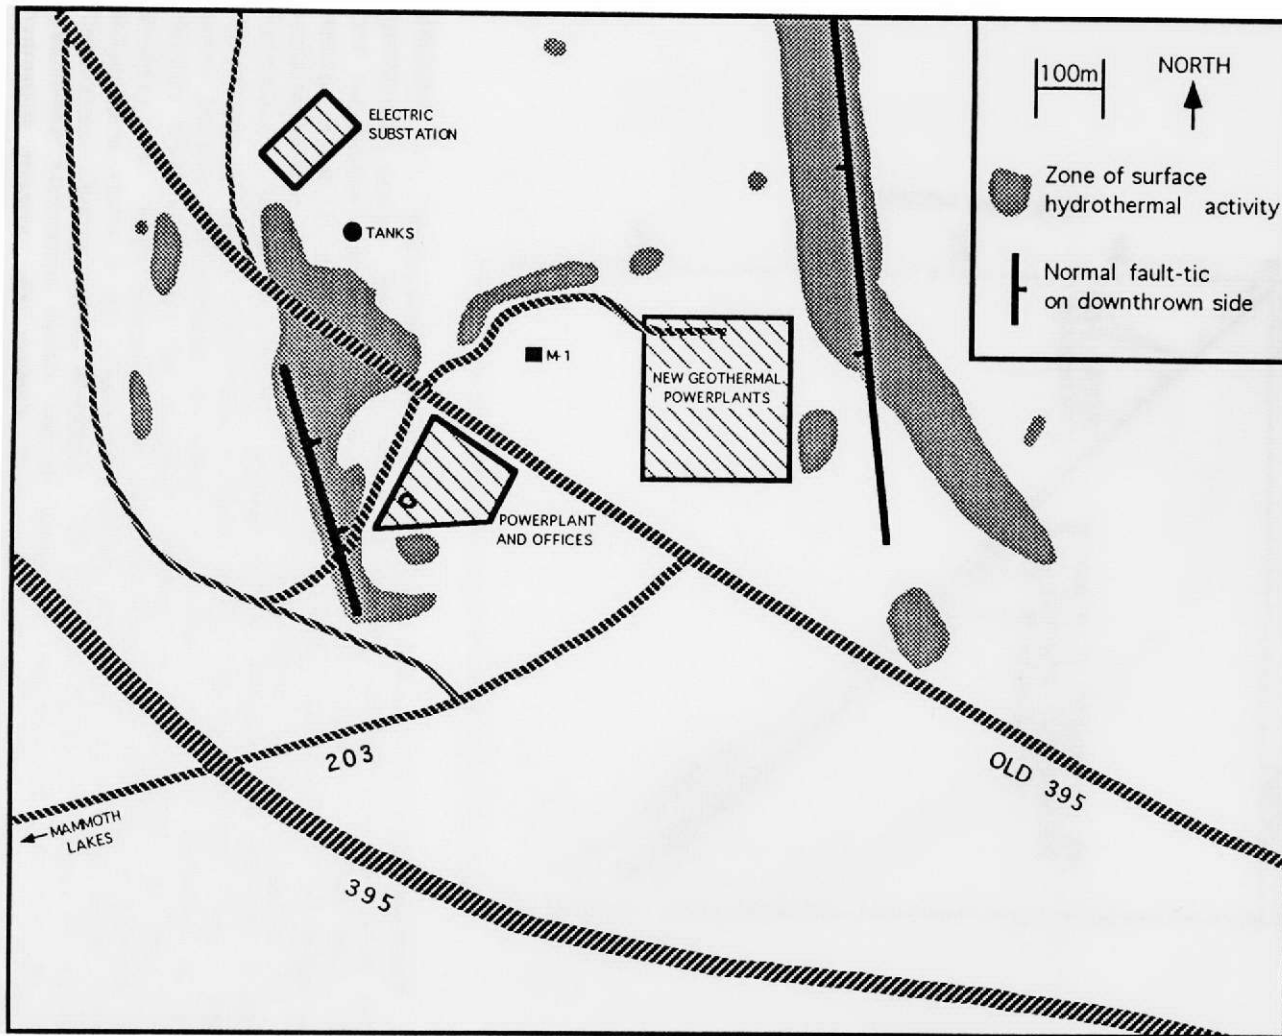 100m
NORTH
Zone of surface
hydrothermal activity
Normal fault-tic
on downthrown side
ELECTRIC
SUBSTATION
TANKS
M-1
NEW GEOTHERMAL
POWERPLANTS
POWERPLANT
AND OFFICES
203
OLD 395
MAMMOTH
LAKES
395